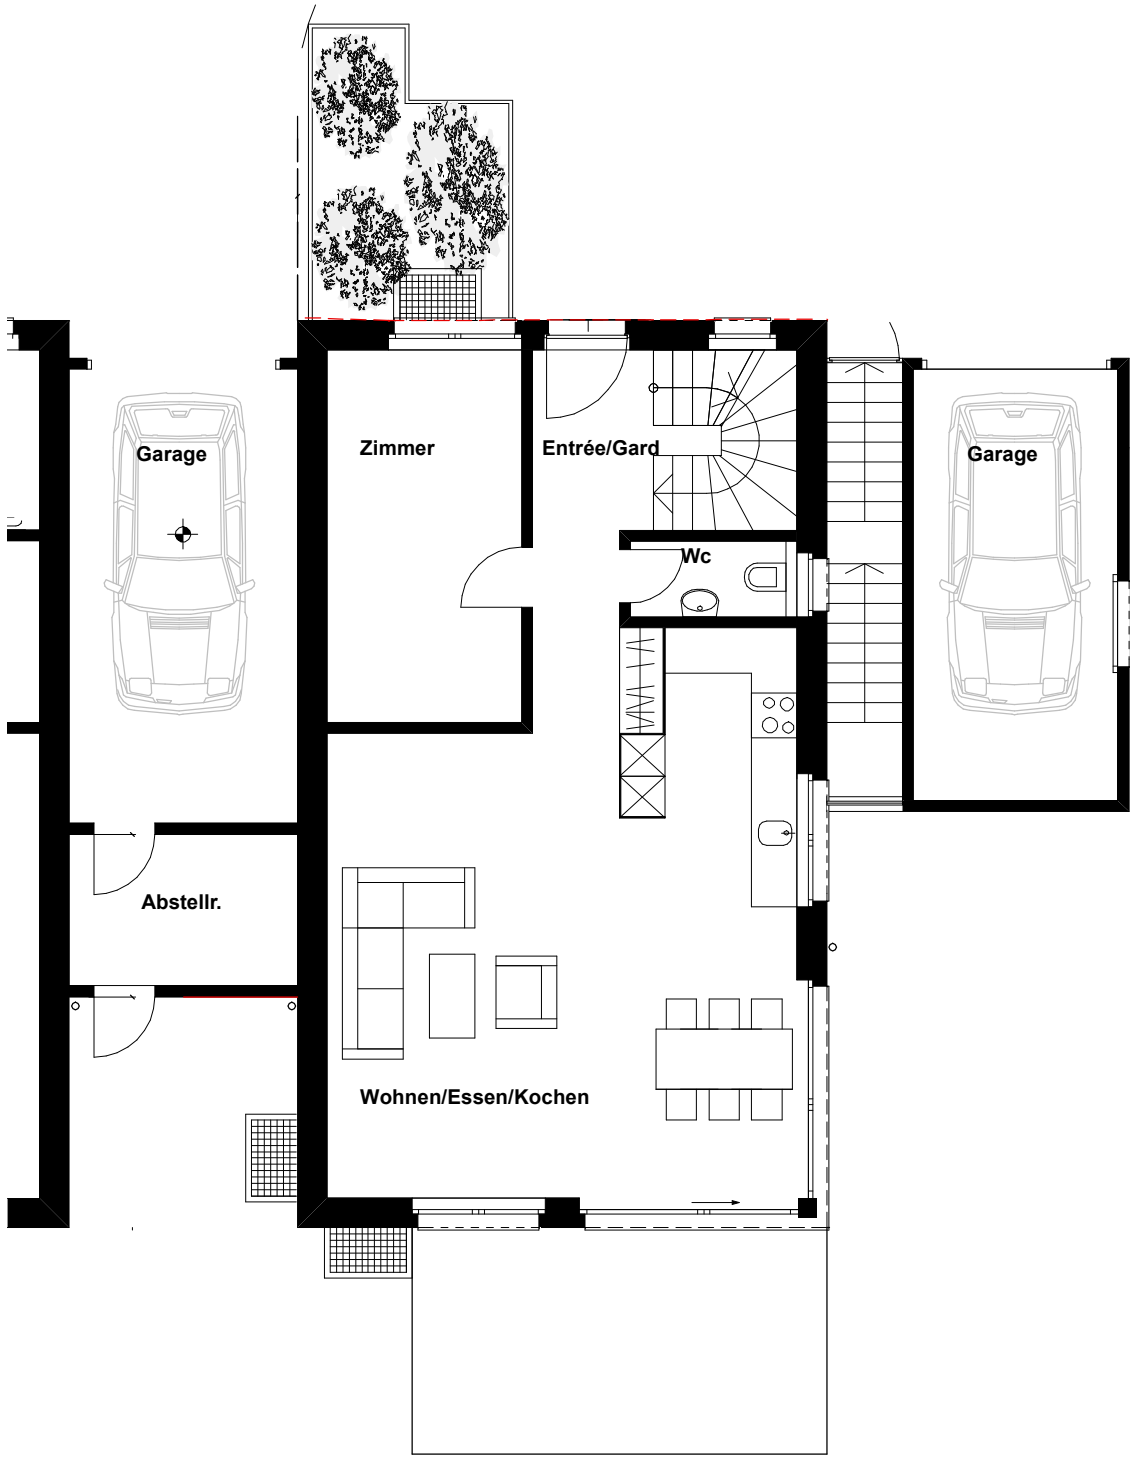 Garage
Zimmer
Entrée/Gard
Garage
Wc
Abstellr.
Wohnen/Essen/Kochen